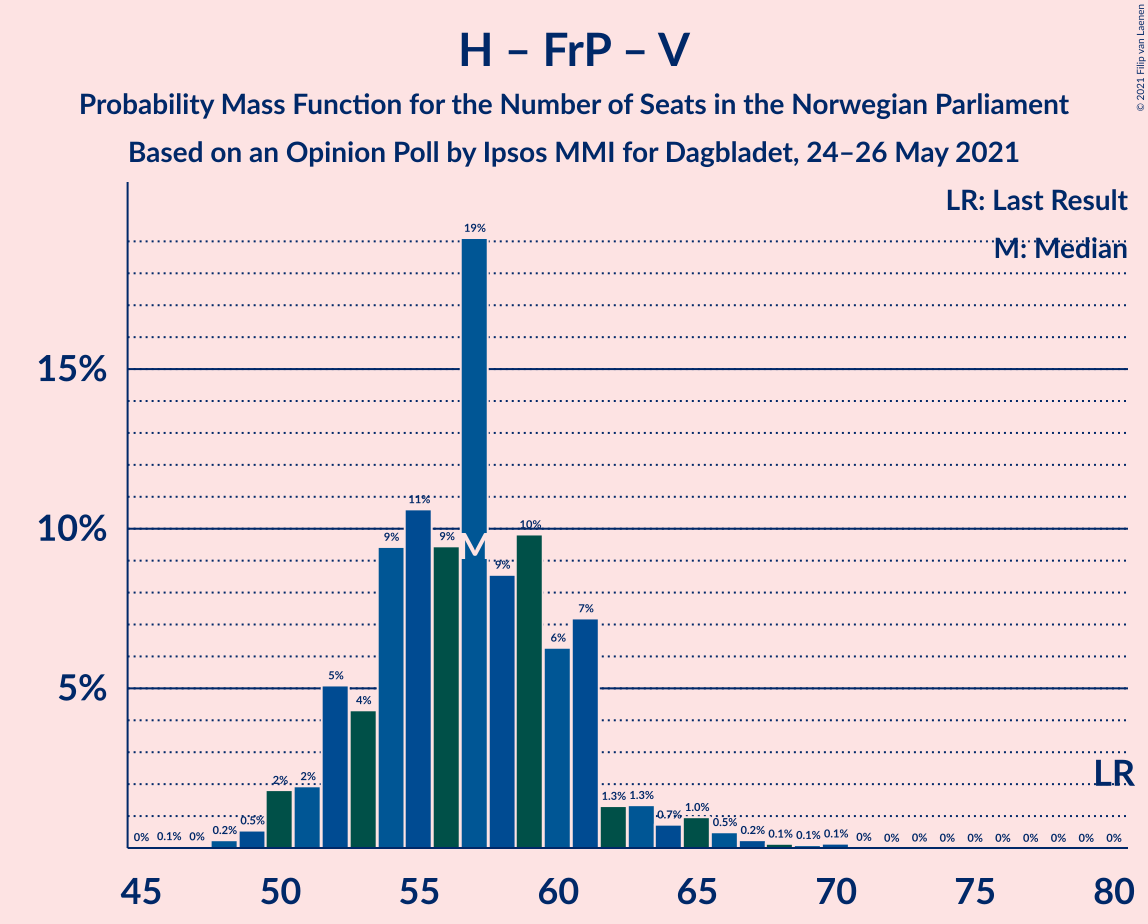 H – FrP – V
Probability Mass Function for the Number of Seats in the Norwegian Parliament
Based on an Opinion Poll by Ipsos MMI for Dagbladet, 24–26 May 2021
© 2021 Filip van Laenen
LR: Last Result
M: Median
15%
10%
5%
0% 0.1% 0% 0.2% 0.5% 2% 2% 5% 4% 9% 11% 9% 19% 9% 10% 6% 7% 1.3% 1.3% 0.7% 1.0% 0.5% 0.2% 0.1% 0.1% 0.1% 0% 0% 0% 0% 0% 0% 0% 0% 0% 0%
M
LR
45 50 55 60 65 70 75 80